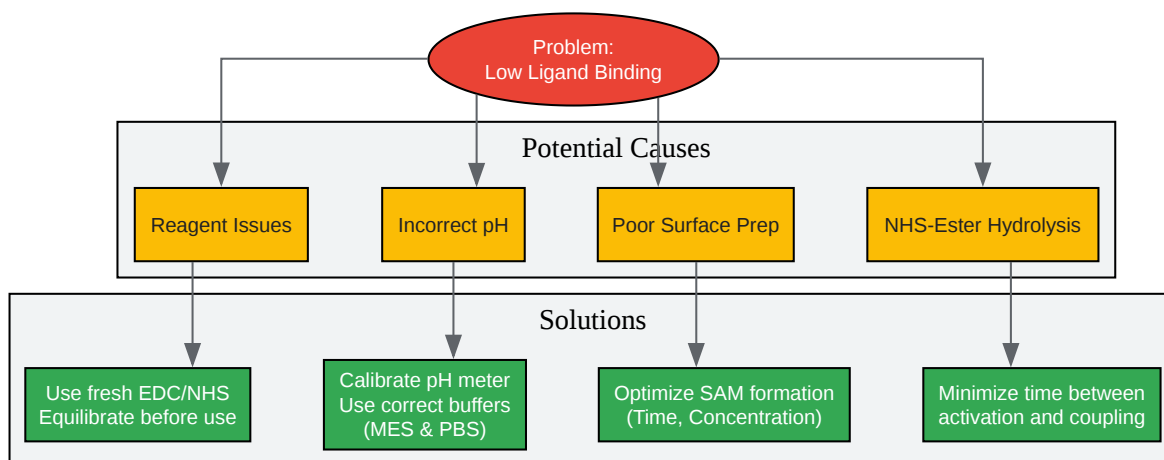 Problem:
Low Ligand Binding
Potential Causes
Reagent Issues
Incorrect pH
Poor Surface Prep
NHS-Ester Hydrolysis
Solutions
Use fresh EDC/NHS
Equilibrate before use
Calibrate pH meter
Use correct buffers
(MES & PBS)
Optimize SAM formation
(Time, Concentration)
Minimize time between
activation and coupling